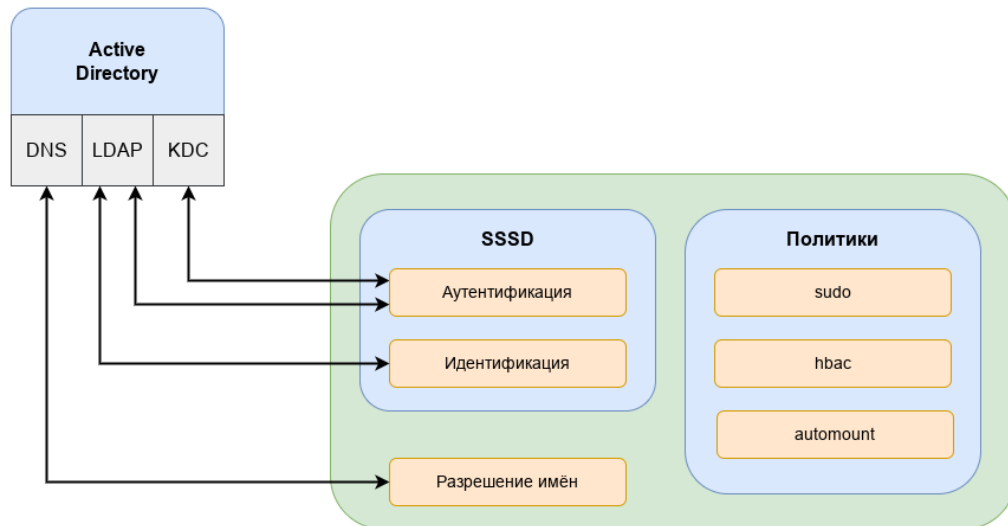 Active
Directory
DNS
LDAP
KDC
SSSD
Аутентификация
Идентификация
Разрешение имён
Политики
sudo
hbac
automount